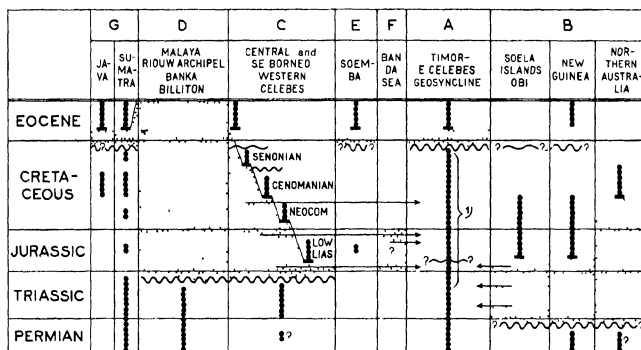 G D C E F A B
JA-
VA
SU-
MA-
TRA
MALAYA
RIOUW ARCHIPEL
BANKA
BILLITON
CENTRAL and
SE BORNEO
WESTERN
CELEBES
SOEM-
BA
BAN
DA
SEA
TIMOR-
E CELEBES
GEOSYNCLINE
SOELA
ISLANDS
OBI
NEW
GUINEA
NOR-
THERN
AUSTRA-
LIA
EOCENE
? ? ? ? ? ? ? ? ?
CRETA-
CEOUS
SENONIAN
CENOMANIAN
NEOCOM
1)
JURASSIC
LOW
LIAS
?
? ?
TRIASSIC
PERMIAN
?
? ?
?